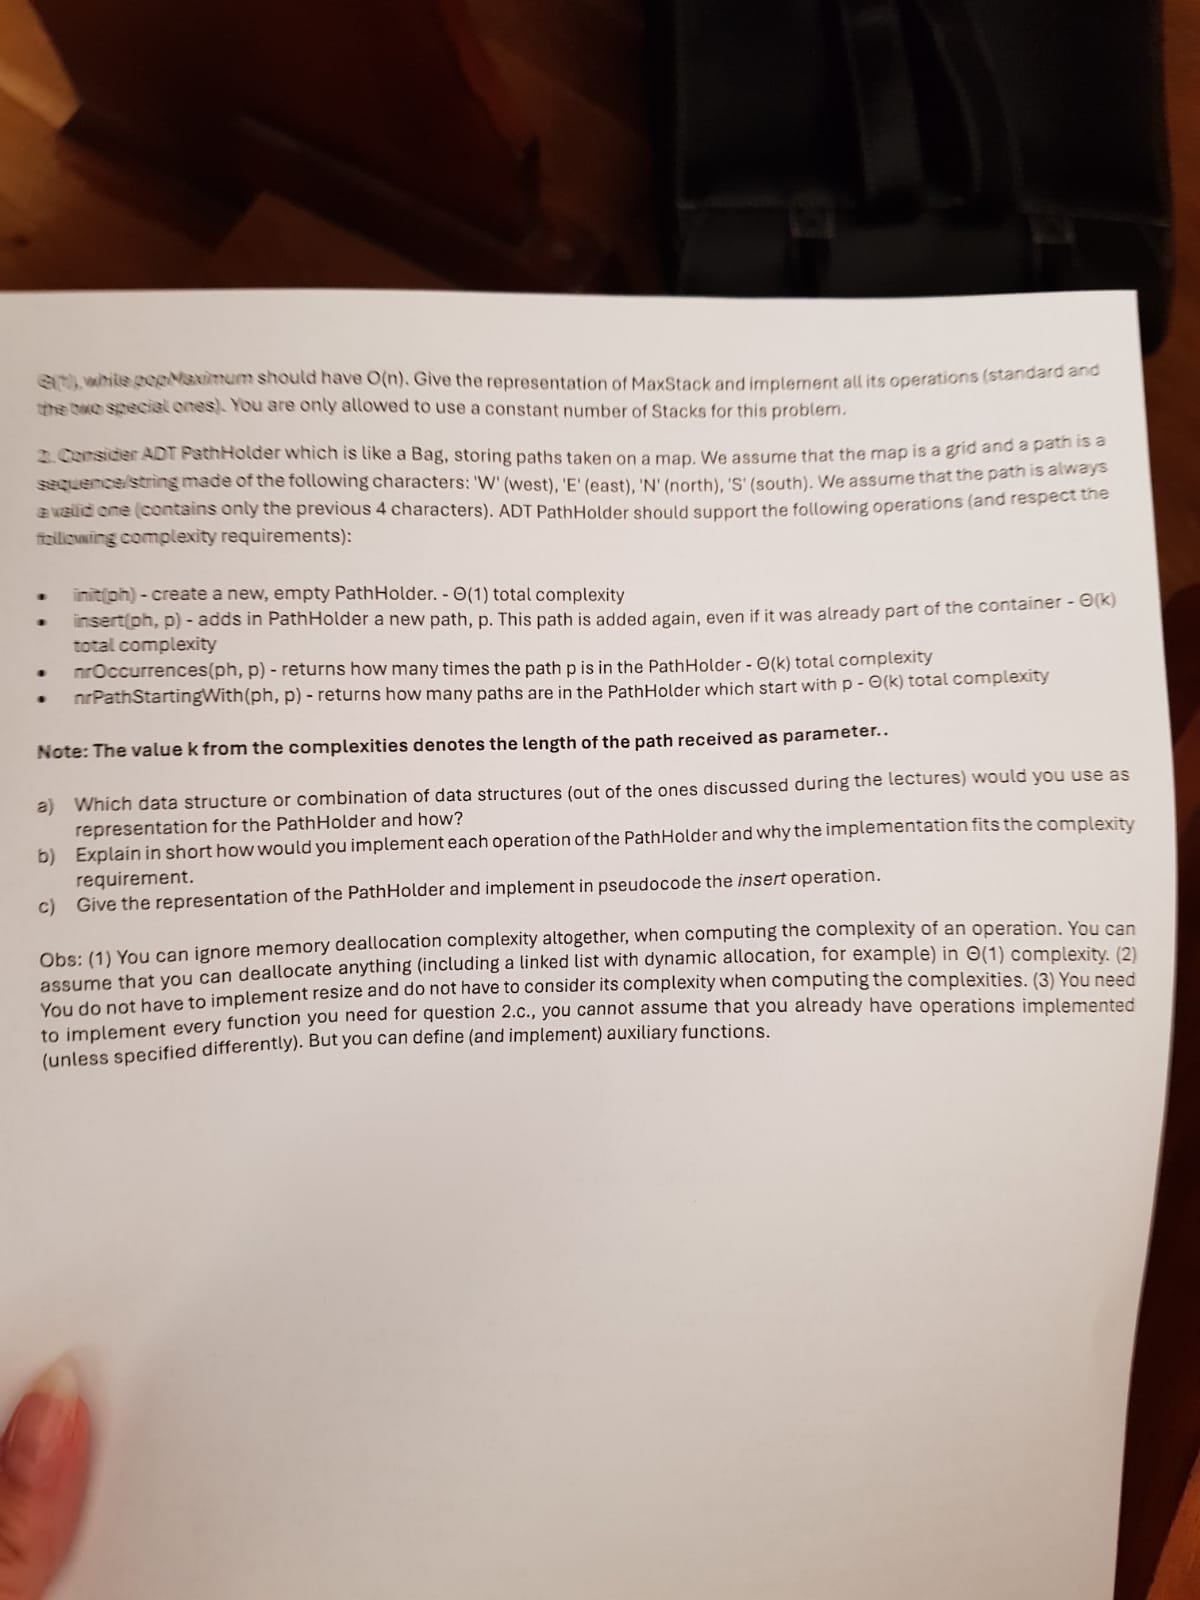 Θ(1), while popMaximum should have O(n). Give the representation of MaxStack and implement all its operations (standard and
the two special ones). You are only allowed to use a constant number of Stacks for this problem.
2. Consider ADT PathHolder which is like a Bag, storing paths taken on a map. We assume that the map is a grid and a path is a
sequence/string made of the following characters: 'W' (west), 'E' (east), 'N' (north), 'S' (south). We assume that the path is always
a valid one (contains only the previous 4 characters). ADT PathHolder should support the following operations (and respect the
following complexity requirements):
• init(ph) - create a new, empty PathHolder. - Θ(1) total complexity
• insert(ph, p) - adds in PathHolder a new path, p. This path is added again, even if it was already part of the container - Θ(k)
total complexity
• nrOccurrences(ph, p) - returns how many times the path p is in the PathHolder - Θ(k) total complexity
• nrPathStartingWith(ph, p) - returns how many paths are in the PathHolder which start with p - Θ(k) total complexity
Note: The value k from the complexities denotes the length of the path received as parameter..
a) Which data structure or combination of data structures (out of the ones discussed during the lectures) would you use as
representation for the PathHolder and how?
b) Explain in short how would you implement each operation of the PathHolder and why the implementation fits the complexity
requirement.
c) Give the representation of the PathHolder and implement in pseudocode the insert operation.
Obs: (1) You can ignore memory deallocation complexity altogether, when computing the complexity of an operation. You can
assume that you can deallocate anything (including a linked list with dynamic allocation, for example) in Θ(1) complexity. (2)
You do not have to implement resize and do not have to consider its complexity when computing the complexities. (3) You need
to implement every function you need for question 2.c., you cannot assume that you already have operations implemented
(unless specified differently). But you can define (and implement) auxiliary functions.